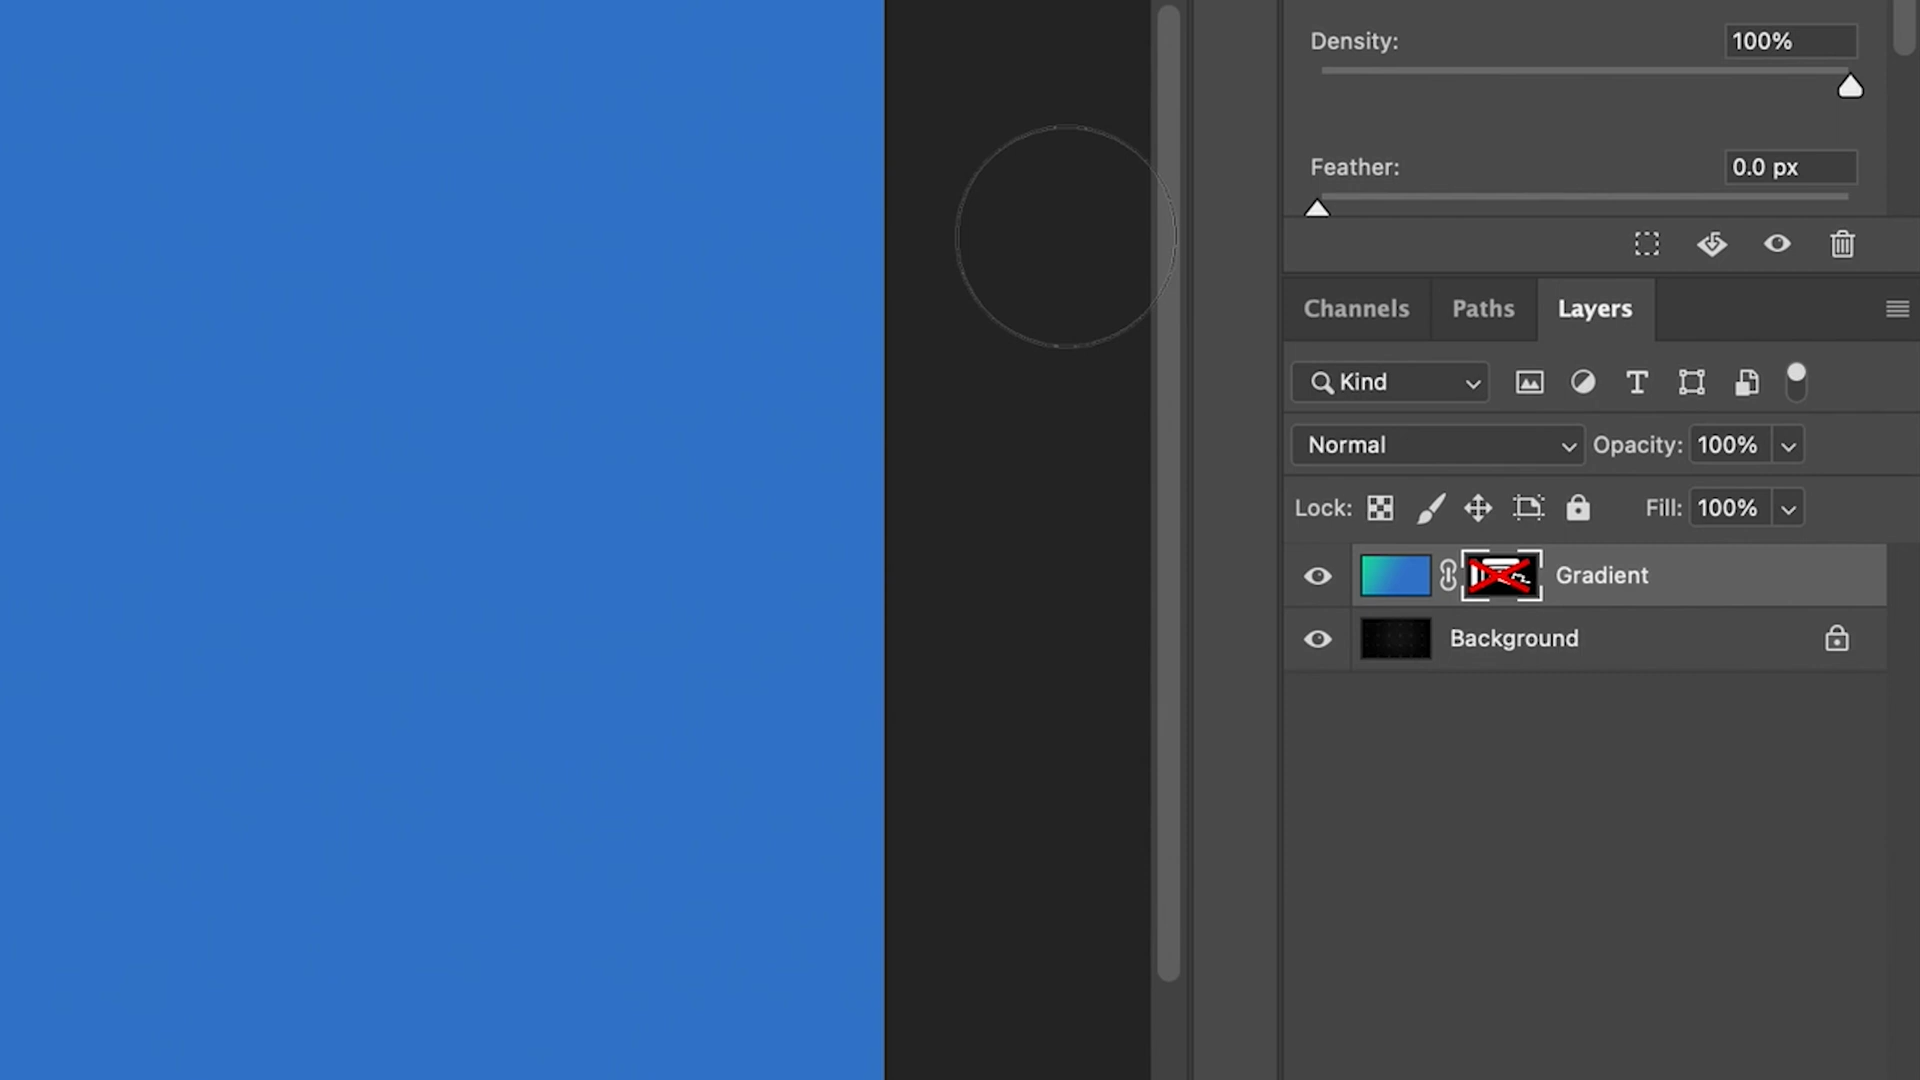 Density:
100%
Feather:
0.0 px
Channels
Paths
Layers
Kind
Normal
Opacity:
100%
Lock:
Fill:
100%
Gradient
Background